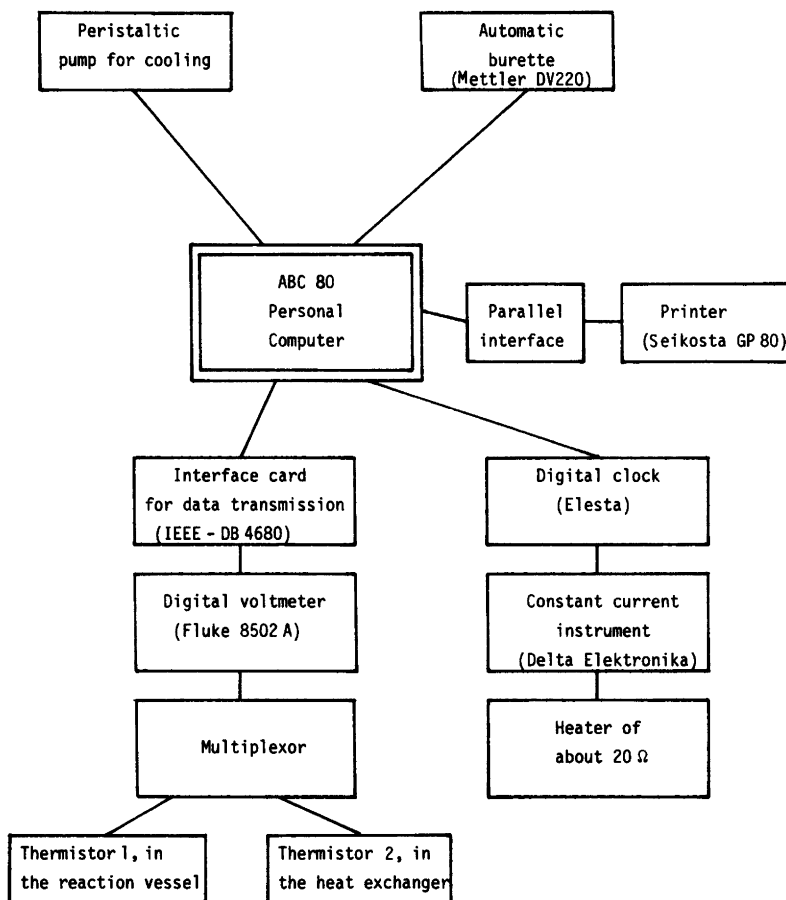 Peristaltic
pump for cooling
Automatic
burette
(Mettler DV220)
ABC 80
Personal
Computer
Parallel
interface
Printer
(Seikosta GP 80)
Interface card
for data transmission
(IEEE - DB 4680)
Digital clock
(Elesta)
Digital voltmeter
(Fluke 8502 A)
Constant current
instrument
(Delta Elektronika)
Multiplexor
Heater of
about 20 Ω
Thermistor 1, in
the reaction vessel
Thermistor 2, in
the heat exchanger